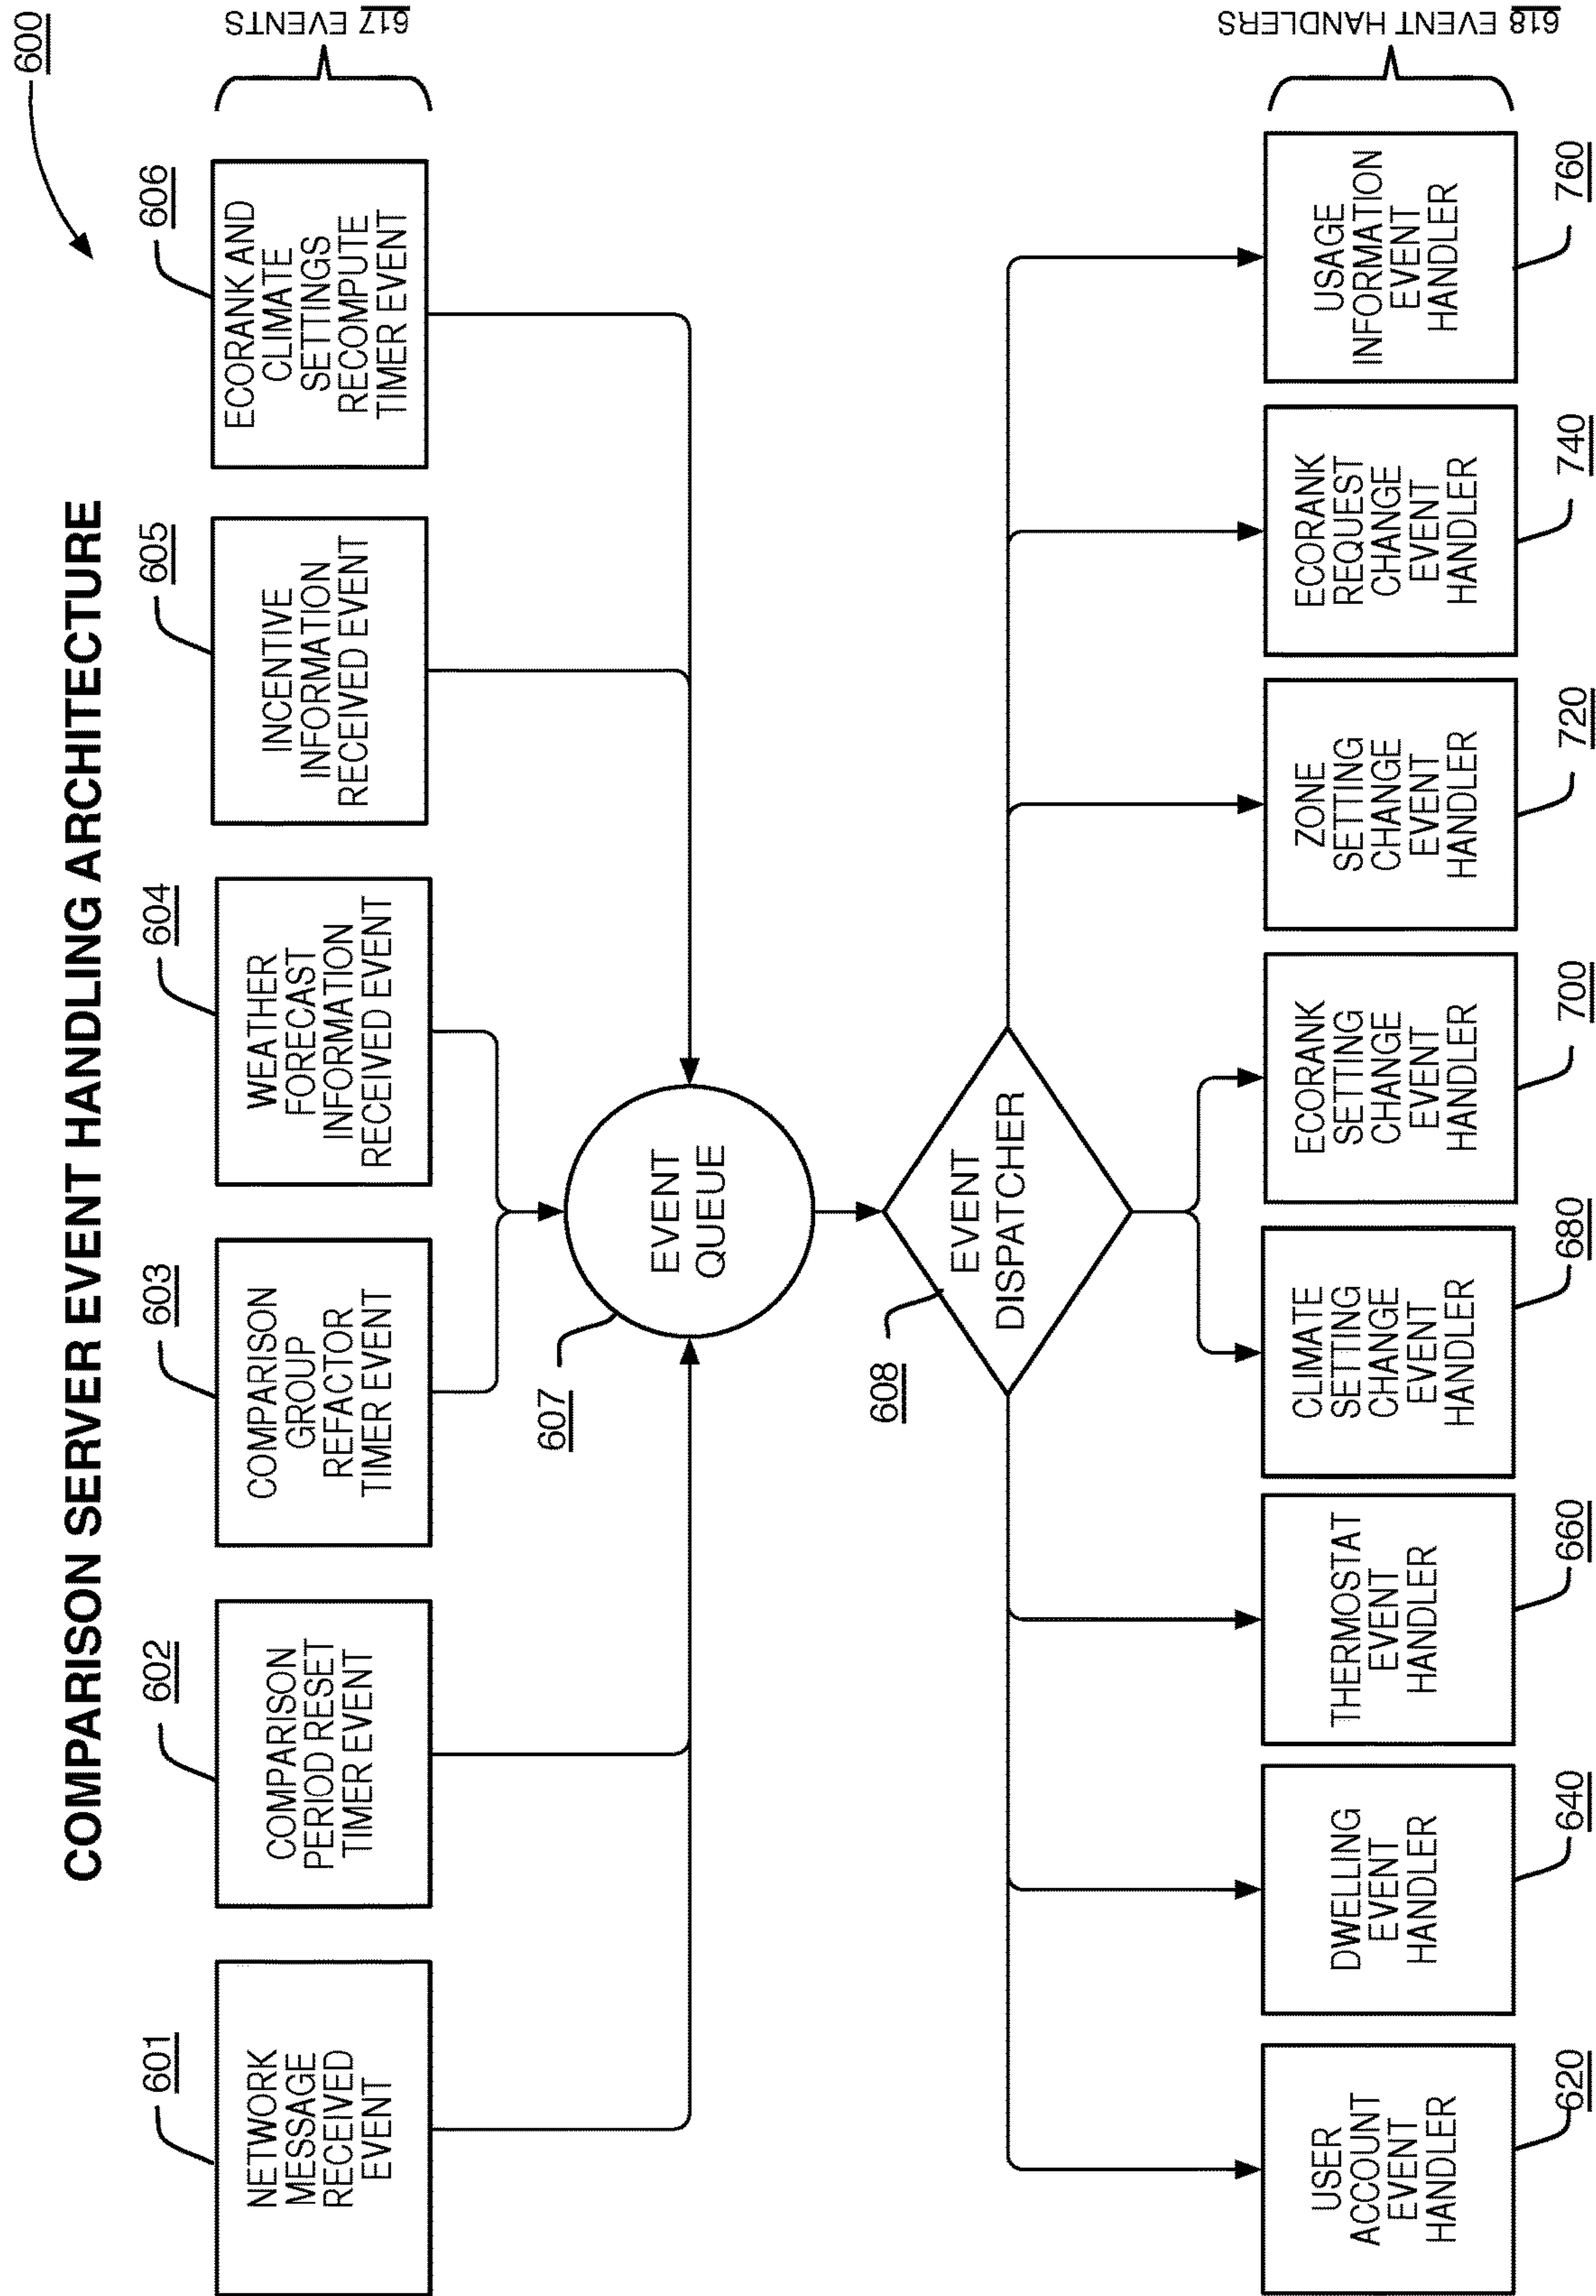 COMPARISON SERVER EVENT HANDLING ARCHITECTURE
600
601
NETWORK
MESSAGE
RECEIVED
EVENT
602
COMPARISON
PERIOD RESET
TIMER EVENT
603
COMPARISON
GROUP
REFACTOR
TIMER EVENT
604
WEATHER
FORECAST
INFORMATION
RECEIVED EVENT
605
INCENTIVE
INFORMATION
RECEIVED EVENT
606
ECORANK AND
CLIMATE
SETTINGS
RECOMPUTE
TIMER EVENT
617 EVENTS
607
EVENT
QUEUE
608
EVENT
DISPATCHER
USER
ACCOUNT
EVENT
HANDLER
620
DWELLING
EVENT
HANDLER
640
THERMOSTAT
EVENT
HANDLER
660
CLIMATE
SETTING
CHANGE
EVENT
HANDLER
680
ECORANK
SETTING
CHANGE
EVENT
HANDLER
700
ZONE
SETTING
CHANGE
EVENT
HANDLER
720
ECORANK
REQUEST
CHANGE
EVENT
HANDLER
740
USAGE
INFORMATION
EVENT
HANDLER
760
618 EVENT HANDLERS